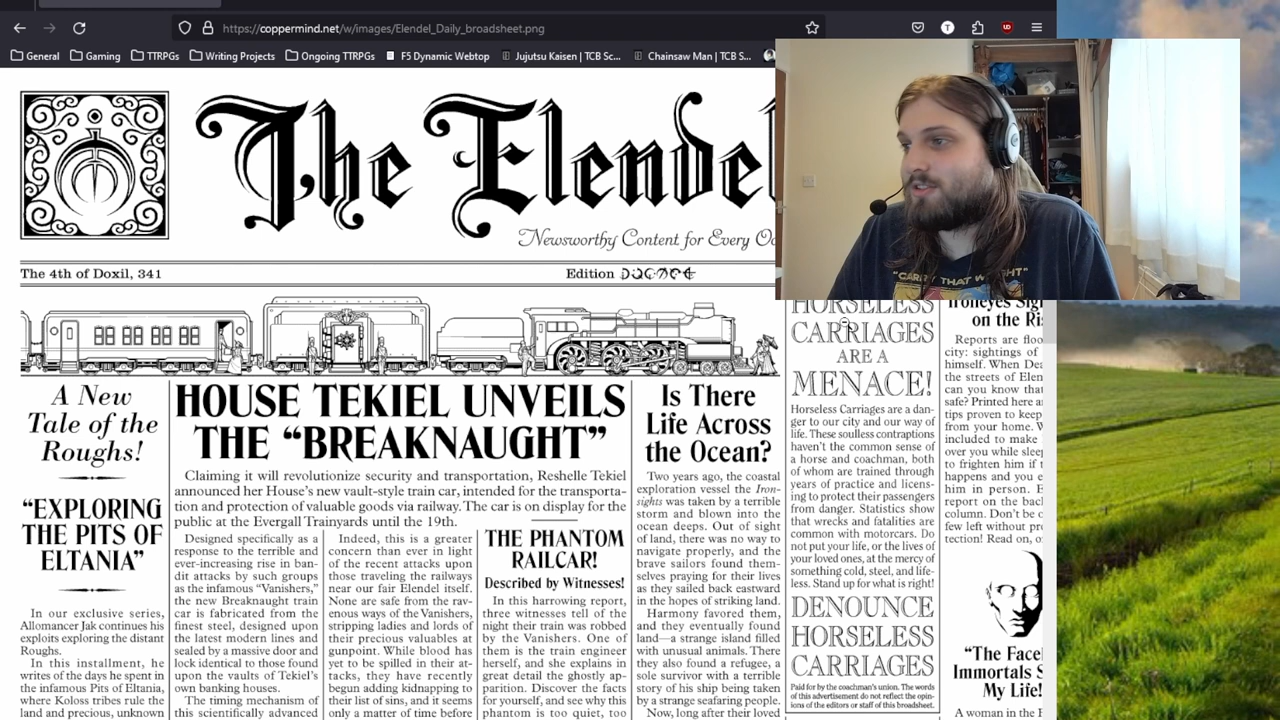 https://coppermind.net/w/images/Elendel_Daily_broadsheet.png
General
Gaming
TTRPGs
Writing Projects
Ongoing TTRPGs
F5 Dynamic Webtop
Jujutsu Kaisen | TCB Sc...
Chainsaw Man | TCB S...
The Elendel
Newsworthy Content for Every
The 4th of Doxil, 341
Edition
A New
Tale of the
Roughs!
"EXPLORING
THE PITS OF
ELTANIA"
In our exclusive series,
Allomancer Jak continues his
exploits exploring the distant
Roughs.
In this installment, he
writes of the days he spent in
the infamous Pits of Eltania,
where Koloss tribes rule the
land and precious, unknown
HOUSE TEKIEL UNVEILS
THE "BREAKNAUGHT"
Claiming it will revolutionize security and transportation, Reshelle Tekiel
announced her House's new vault-style train car, intended for the transporta-
tion and protection of valuable goods via railway. The car is on display for the
public at the Evergall Trainyards until the 19th.
Designed specifically as a
response to the terrible and
ever-increasing rise in ban-
dit attacks by such groups
as the infamous "Vanishers,"
the new Breaknaught train
car is fabricated from the
finest steel, designed upon
the latest modern lines and
sealed by a massive door and
lock identical to those found
upon the vaults of Tekiel's
own banking houses.
The timing mechanism of
this scientifically advanced
Indeed, this is a greater
concern than ever in light
of the recent attacks upon
those traveling the railways
near our fair Elendel itself.
None are safe from the rav-
enous ways of the Vanishers,
stripping ladies and lords of
their precious valuables at
gunpoint. While blood has
yet to be spilled in their at-
tacks, they have recently
begun adding kidnapping to
their list of sins, and it seems
only a matter of time before
THE PHANTOM
RAILCAR!
Described by Witnesses!
In this harrowing report,
three witnesses tell of the
night their train was robbed
by the Vanishers. One of
them is the train engineer
herself, and she explains in
great detail the ghostly ap-
parition. Discover the facts
for yourself, and see why this
phantom is too quiet, too
Is There
Life Across
the Ocean?
Two years ago, the coastal
exploration vessel the Iron-
sights was taken by a terrible
storm and blown into the
ocean deeps. Out of sight
of land, there was no way to
navigate properly, and the
brave sailors found them-
selves praying for their lives
as they sailed back eastward
in the hopes of striking land.
Harmony favored them,
and they eventually found
land—a strange island filled
with unusual animals. There
they also found a refugee, a
sole survivor with a terrible
story of his ship being taken
by a strange seafaring people.
Now, long after their loved
HORSELESS
CARRIAGES
ARE A
MENACE!
Horseless Carriages are a dan-
ger to our city and our way of
life. These soulless contraptions
haven't the common sense of
a horse and coachman, both
of whom are trained through
years of practice and licens-
ing to protect their passengers
from danger. Statistics show
that wrecks and fatalities are
common with motorcars. Do
not put your life, or the lives of
your loved ones, at the mercy of
something cold, steel, and life-
less. Stand up for what is right!
DENOUNCE
HORSELESS
CARRIAGES
Paid for by the coachman's union. The words
of this advertisement do not reflect the opin-
ions of the editors or staff of this broadsheet.
Ironeyes
on the
Reports are
city: sightings of
himself. When
the streets of
can you know that
safe? Printed here
tips proven to keep
from your home.
included to make
over you while
to frighten him if
happens and you
him in person.
report on the
column. Don't be
few left without
tection! Read on,
"The
Immortals
My Life!
A woman in the
"CARRY THAT WEIGHT"